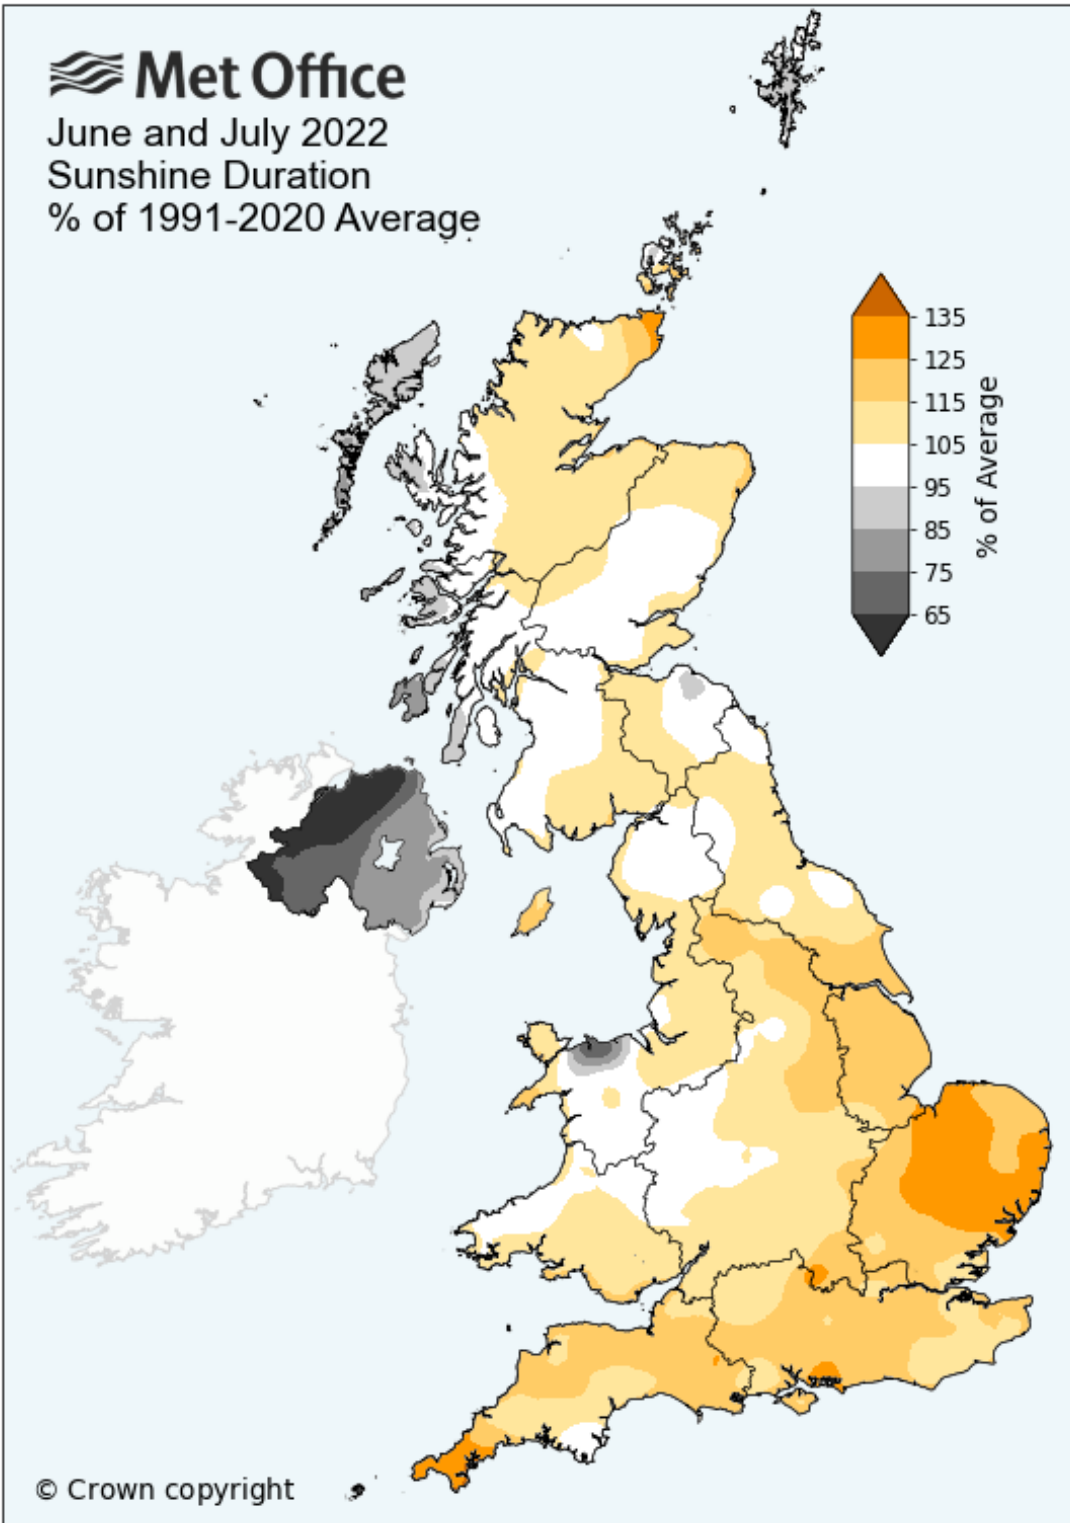 Met Office
June and July 2022
Sunshine Duration
% of 1991-2020 Average
135
125
115
105
95
85
75
65
% of Average
© Crown copyright